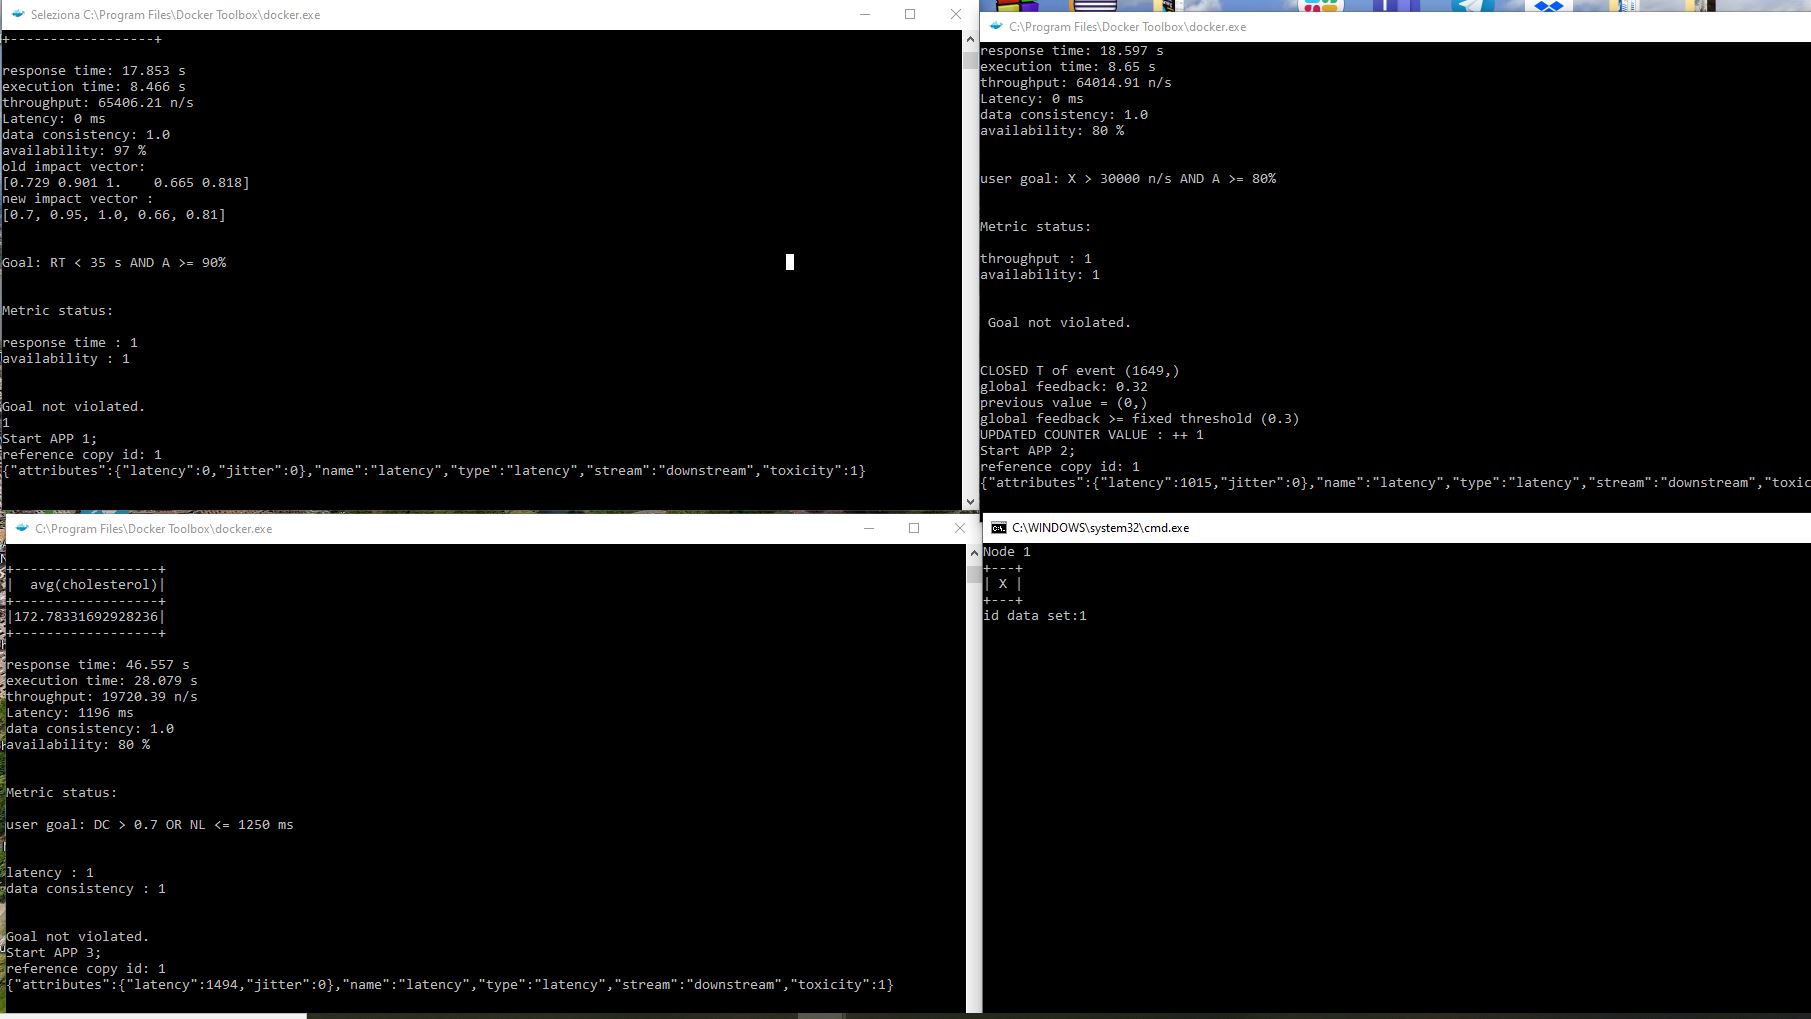 Seleziona C:\Program Files\Docker Toolbox\docker.exe
+------------------+
response time: 17.853 s
execution time: 8.466 s
throughput: 65406.21 n/s
Latency: 0 ms
data consistency: 1.0
availability: 97 %
old impact vector:
[0.729 0.901 1.    0.665 0.818]
new impact vector :
[0.7, 0.95, 1.0, 0.66, 0.81]
Goal: RT < 35 s AND A >= 90%
Metric status:
response time : 1
availability : 1
Goal not violated.
1
Start APP 1;
reference copy id: 1
{"attributes":{"latency":0,"jitter":0},"name":"latency","type":"latency","stream":"downstream","toxicity":1}
C:\Program Files\Docker Toolbox\docker.exe
response time: 18.597 s
execution time: 8.65 s
throughput: 64014.91 n/s
Latency: 0 ms
data consistency: 1.0
availability: 80 %
user goal: X > 30000 n/s AND A >= 80%
Metric status:
throughput : 1
availability: 1
Goal not violated.
CLOSED T of event (1649,)
global feedback: 0.32
previous value = (0,)
global feedback >= fixed threshold (0.3)
UPDATED COUNTER VALUE : ++ 1
Start APP 2;
reference copy id: 1
{"attributes":{"latency":1015,"jitter":0},"name":"latency","type":"latency","stream":"downstream","toxic
C:\Program Files\Docker Toolbox\docker.exe
+------------------+
|  avg(cholesterol)|
+------------------+
|172.78331692928236|
+------------------+
response time: 46.557 s
execution time: 28.079 s
throughput: 19720.39 n/s
Latency: 1196 ms
data consistency: 1.0
availability: 80 %
Metric status:
user goal: DC > 0.7 OR NL <= 1250 ms
latency : 1
data consistency : 1
Goal not violated.
Start APP 3;
reference copy id: 1
{"attributes":{"latency":1494,"jitter":0},"name":"latency","type":"latency","stream":"downstream","toxicity":1}
C:\WINDOWS\system32\cmd.exe
Node 1
+---+
| X |
+---+
id data set:1